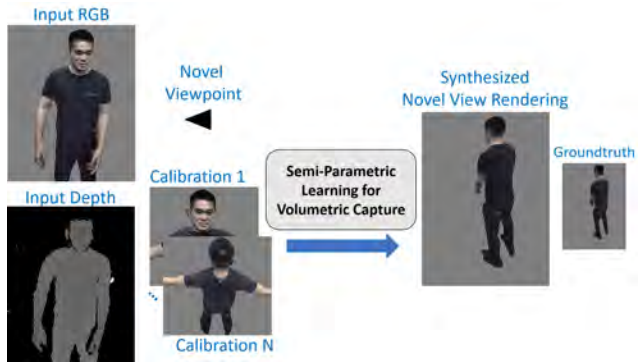 Input RGB
Novel
Viewpoint
Synthesized
Novel View Rendering
Groundtruth
Semi-Parametric
Learning for
Volumetric Capture
Calibration 1
Input Depth
...
Calibration N